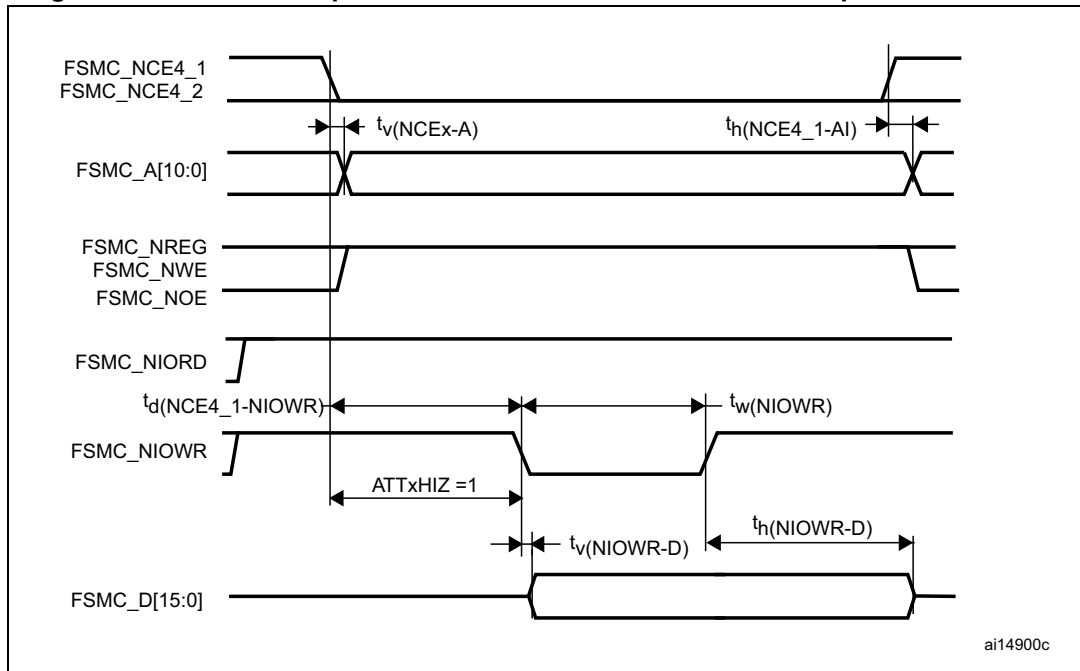 FSMC_NCE4_1
FSMC_NCE4_2
tv(NCEx-A)
th(NCE4_1-AI)
FSMC_A[10:0]
FSMC_NREG
FSMC_NWE
FSMC_NOE
FSMC_NIORD
td(NCE4_1-NIOWR)
tw(NIOWR)
FSMC_NIOWR
ATTxHIZ =1
th(NIOWR-D)
tv(NIOWR-D)
FSMC_D[15:0]
ai14900c